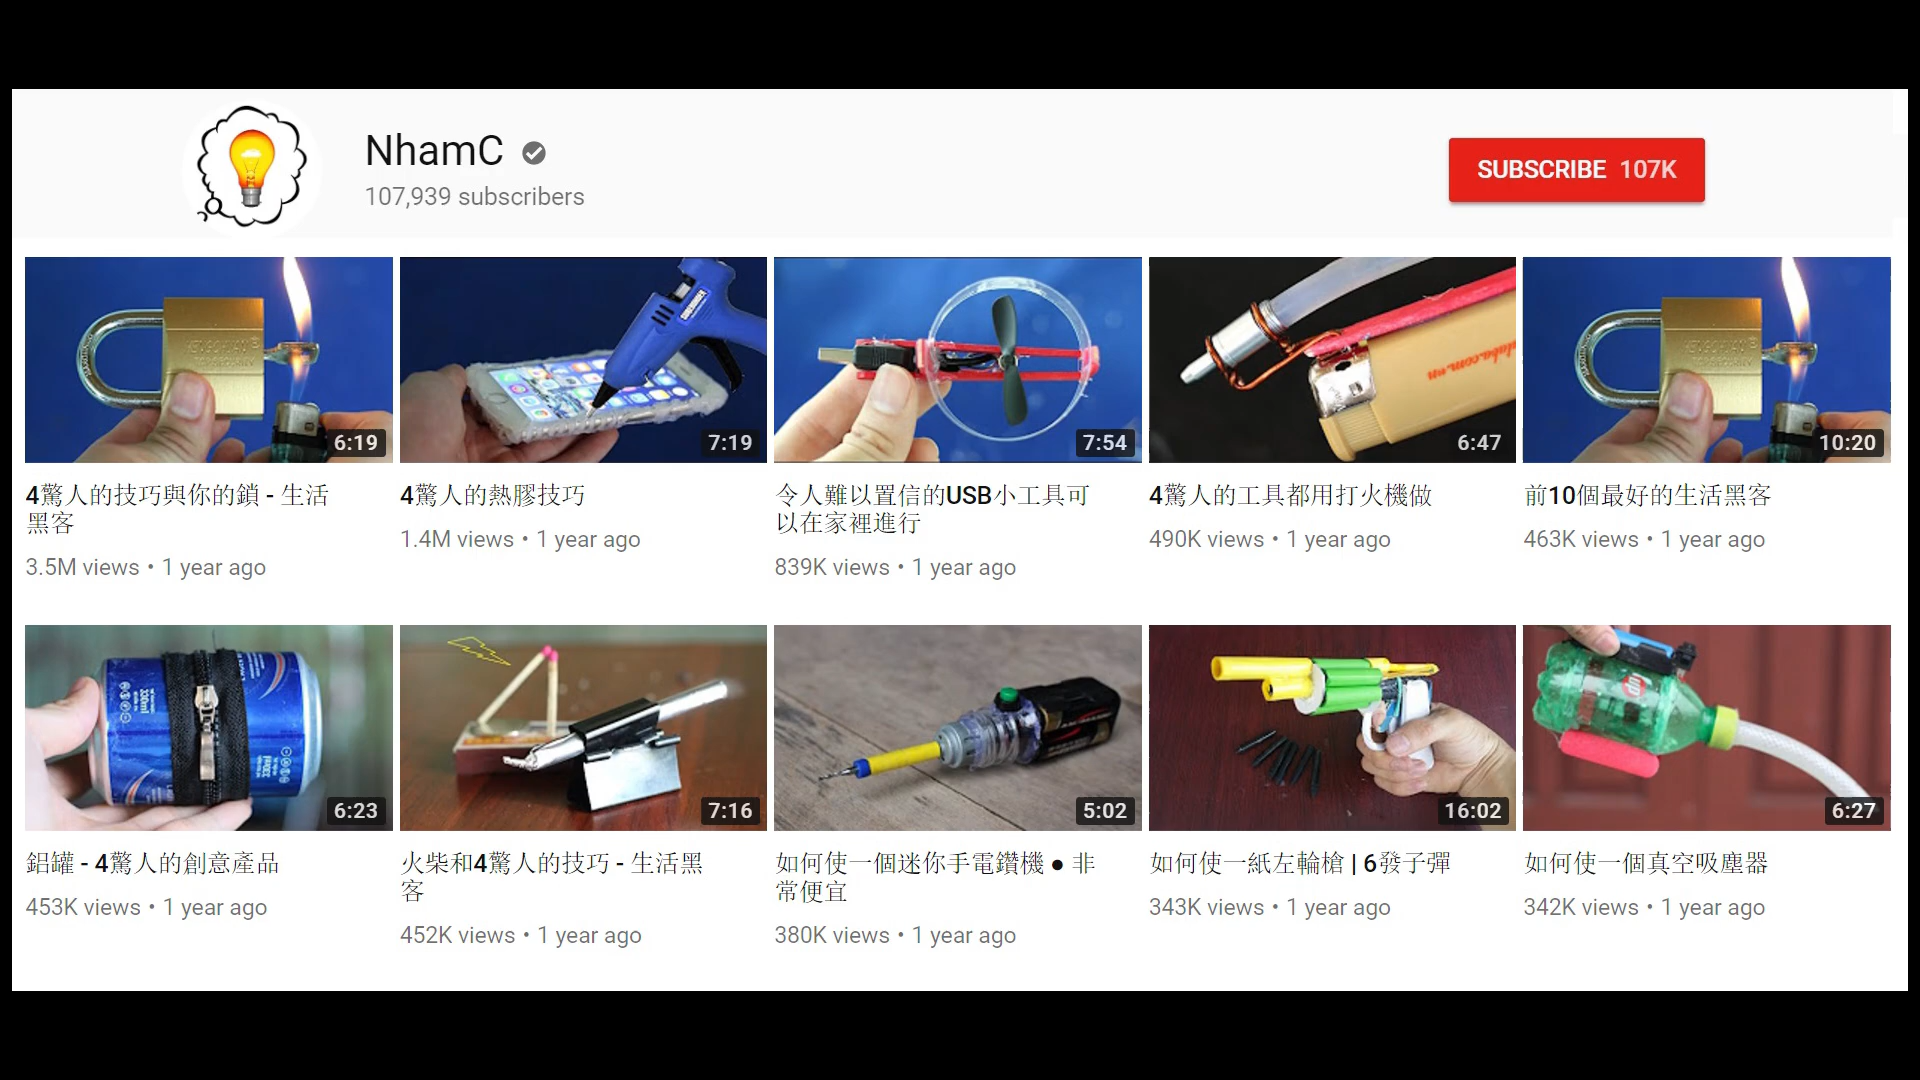 NhamC
107,939 subscribers
SUBSCRIBE 107K
6:19
7:19
7:54
6:47
10:20
4驚人的技巧與你的鎖 - 生活
黑客
3.5M views • 1 year ago
4驚人的熱膠技巧
1.4M views • 1 year ago
令人難以置信的USB小工具可
以在家裡進行
839K views • 1 year ago
4驚人的工具都用打火機做
490K views • 1 year ago
前10個最好的生活黑客
463K views • 1 year ago
330ml
6:23
7:16
5:02
16:02
6:27
鋁罐 - 4驚人的創意產品
453K views • 1 year ago
火柴和4驚人的技巧 - 生活黑
客
452K views • 1 year ago
如何使一個迷你手電鑽機 ● 非
常便宜
380K views • 1 year ago
如何使一紙左輪槍 | 6發子彈
343K views • 1 year ago
如何使一個真空吸塵器
342K views • 1 year ago